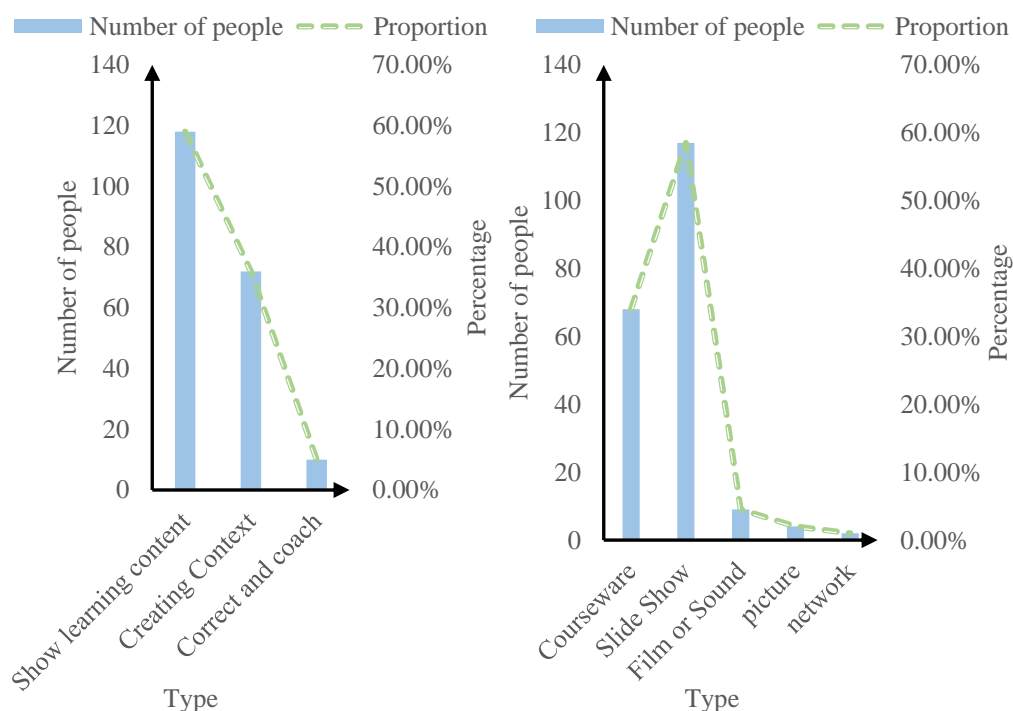 Number of people Proportion
140
120
100
80
60
40
20
0
Number of people
70.00%
60.00%
50.00%
40.00%
30.00%
20.00%
10.00%
0.00%
Percentage
Show learning content
Creating Context
Correct and coach
Type
Number of people Proportion
140
120
100
80
60
40
20
0
Number of people
70.00%
60.00%
50.00%
40.00%
30.00%
20.00%
10.00%
0.00%
Percentage
Courseware
Slide Show
Film or Sound
picture
network
Type